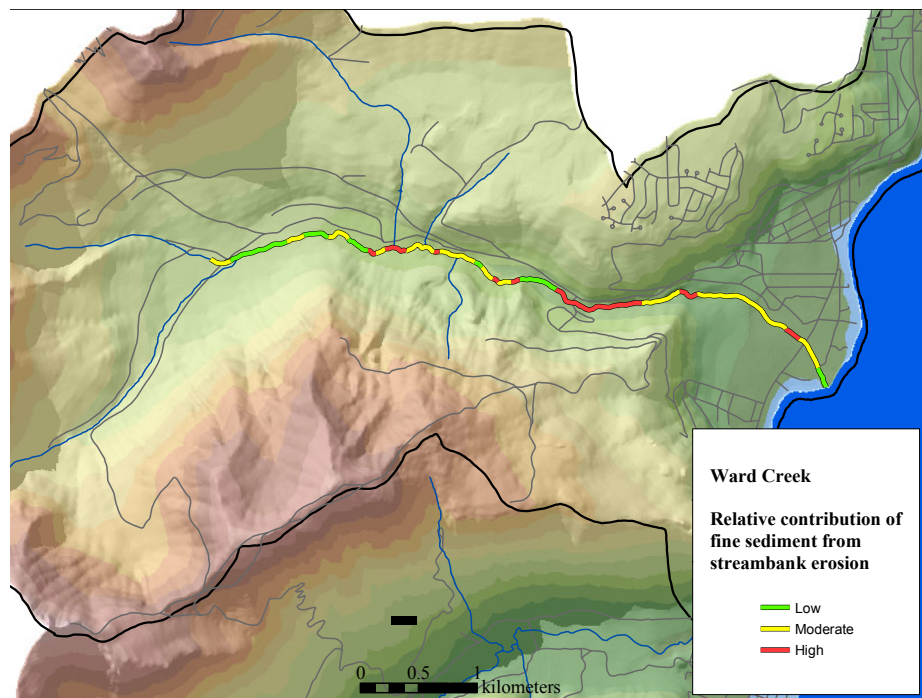 Ward Creek
Relative contribution of
fine sediment from
streambank erosion
Low
Moderate
High
0 0.5 1
kilometers